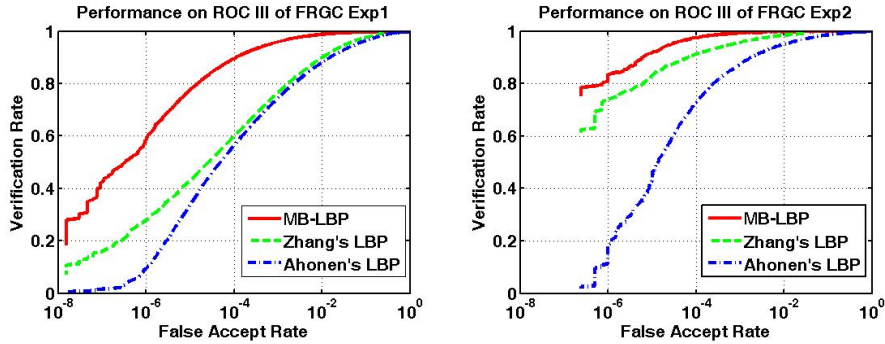 Performance on ROC III of FRGC Exp1
Verification Rate
1
0.8
0.6
0.4
0.2
0
MB-LBP
Zhang's LBP
Ahonen's LBP
10^-8
10^-6
10^-4
10^-2
10^0
False Accept Rate
Performance on ROC III of FRGC Exp2
Verification Rate
1
0.8
0.6
0.4
0.2
0
MB-LBP
Zhang's LBP
Ahonen's LBP
10^-8
10^-6
10^-4
10^-2
10^0
False Accept Rate